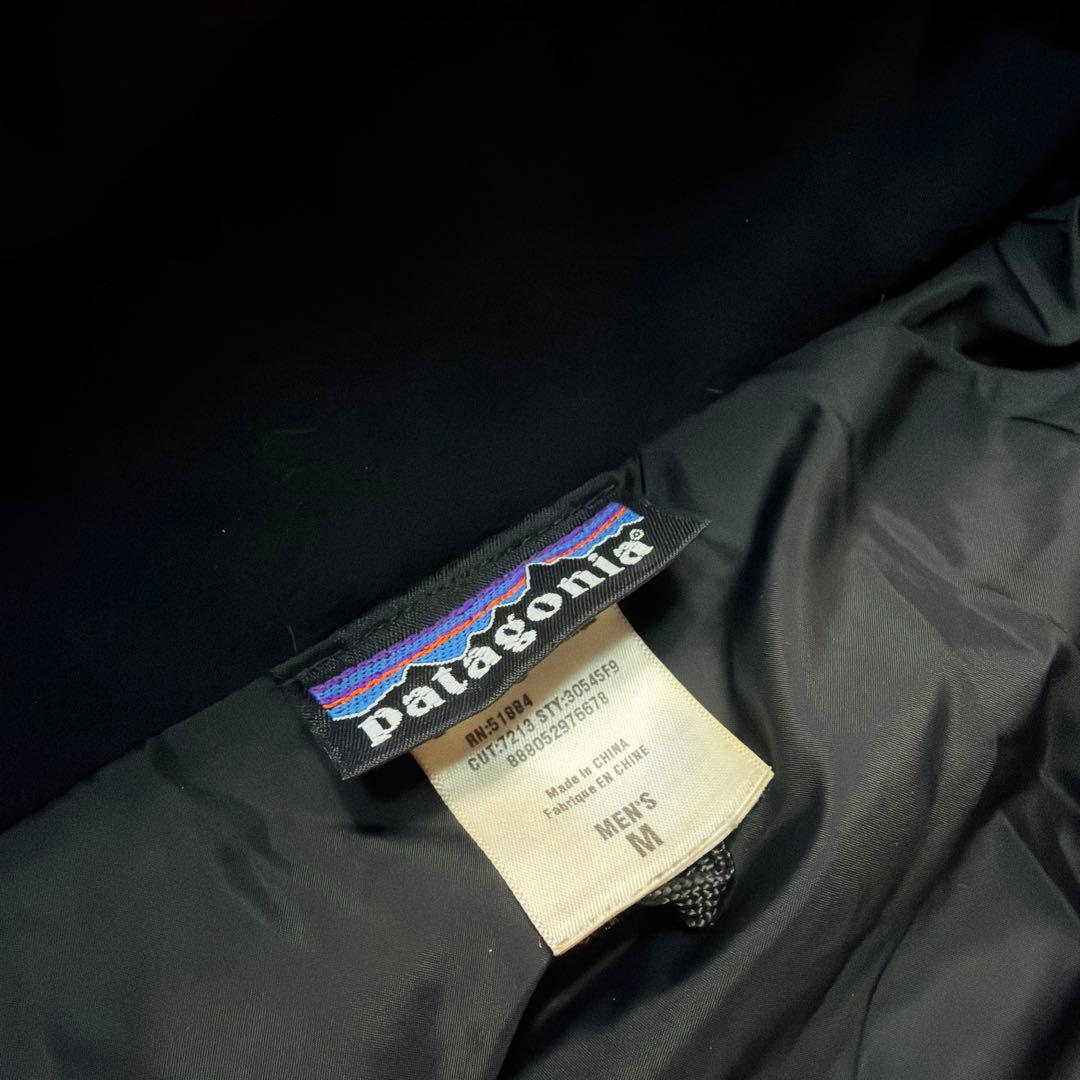 patagonia®
RN:51884
CUT:7213 STY:30545F9
888052976678
Made in CHINA
Fabriqué EN CHINE
MEN'S
M